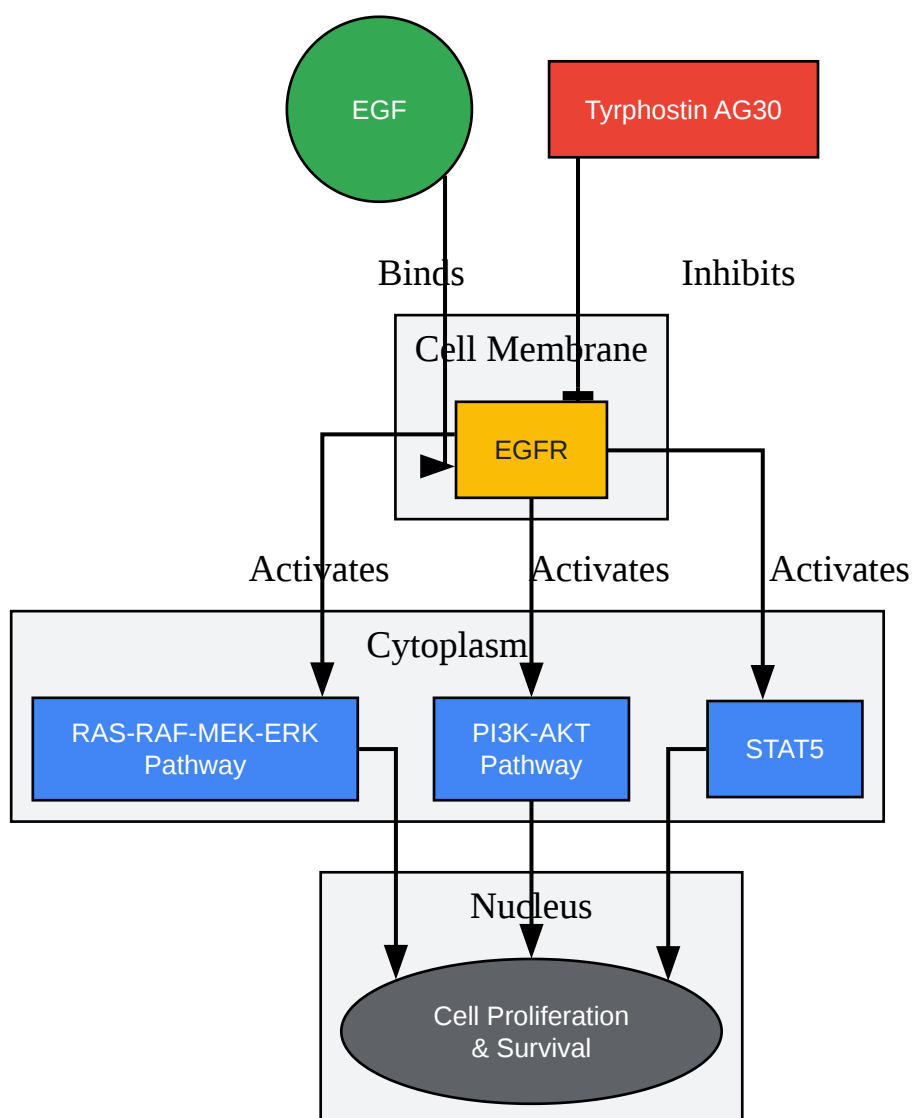 EGF
Tyrphostin AG30
Binds
Inhibits
Cell Membrane
EGFR
Activates
Activates
Activates
Cytoplasm
RAS-RAF-MEK-ERK
Pathway
PI3K-AKT
Pathway
STAT5
Nucleus
Cell Proliferation
& Survival